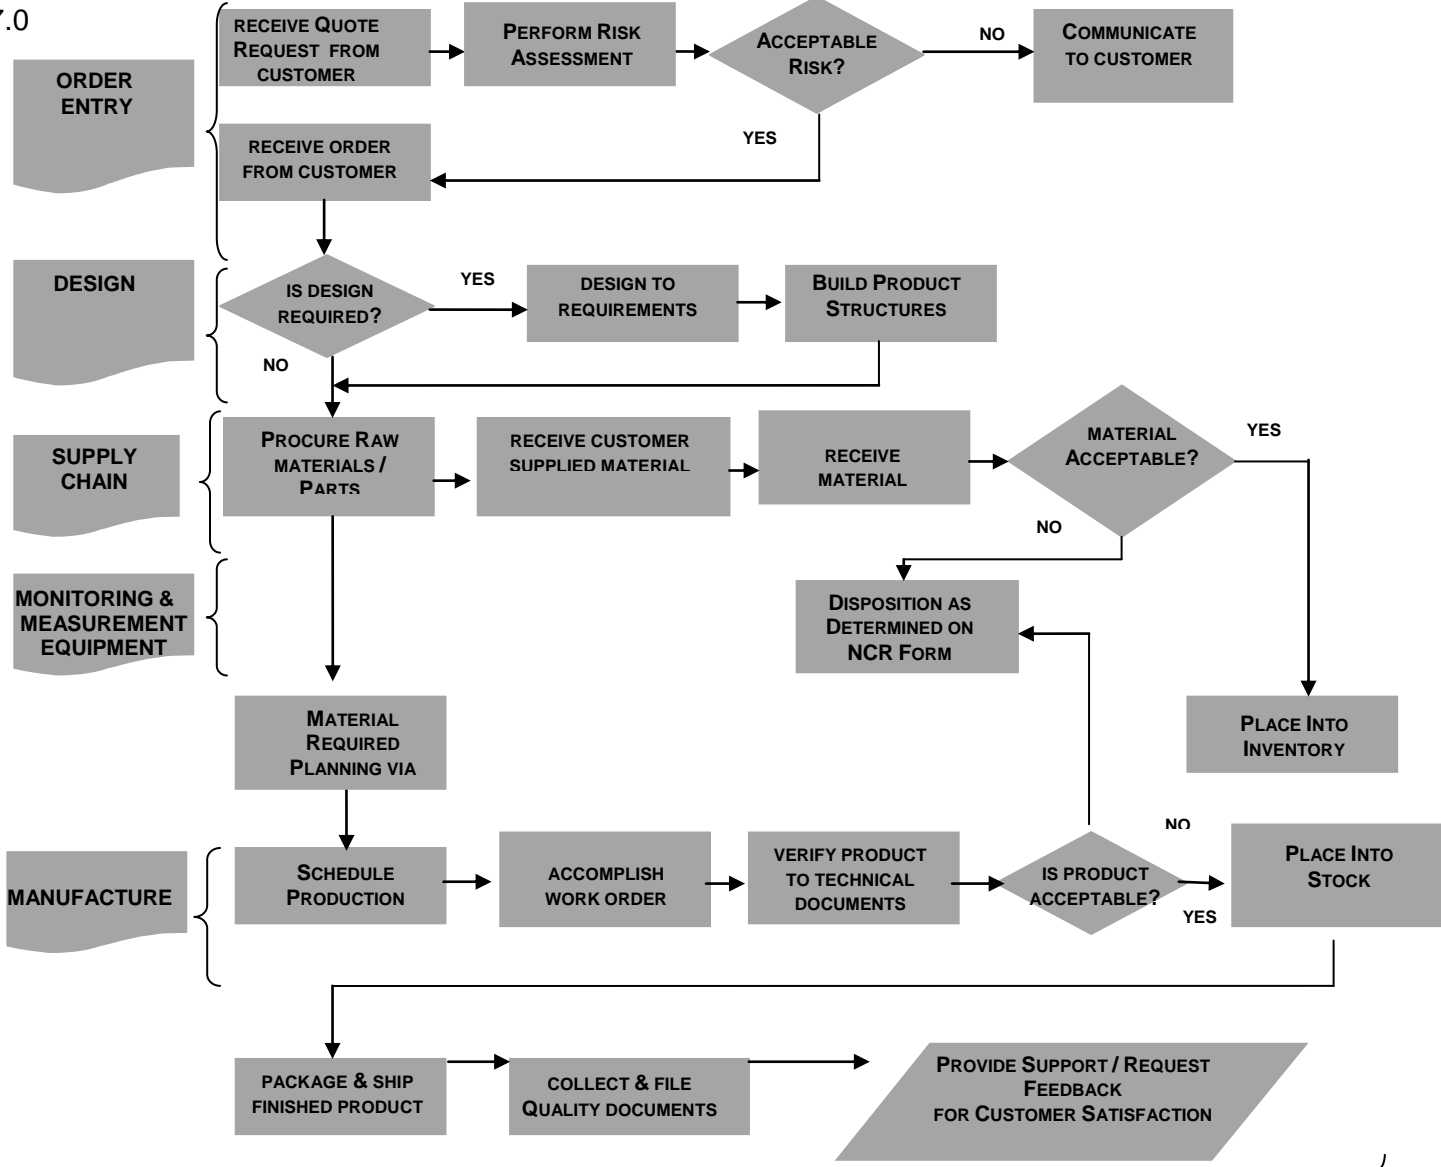 7.0
RECEIVE QUOTE
REQUEST FROM
CUSTOMER
PERFORM RISK
ASSESSMENT
ACCEPTABLE
RISK?
NO
COMMUNICATE
TO CUSTOMER
ORDER
ENTRY
YES
RECEIVE ORDER
FROM CUSTOMER
DESIGN
IS DESIGN
REQUIRED?
YES
DESIGN TO
REQUIREMENTS
BUILD PRODUCT
STRUCTURES
NO
SUPPLY
CHAIN
PROCURE RAW
MATERIALS /
PARTS
RECEIVE CUSTOMER
SUPPLIED MATERIAL
RECEIVE
MATERIAL
MATERIAL
ACCEPTABLE?
YES
NO
MONITORING &
MEASUREMENT
EQUIPMENT
DISPOSITION AS
DETERMINED ON
NCR FORM
MATERIAL
REQUIRED
PLANNING VIA
PLACE INTO
INVENTORY
MANUFACTURE
SCHEDULE
PRODUCTION
ACCOMPLISH
WORK ORDER
VERIFY PRODUCT
TO TECHNICAL
DOCUMENTS
IS PRODUCT
ACCEPTABLE?
NO
YES
PLACE INTO
STOCK
PACKAGE & SHIP
FINISHED PRODUCT
COLLECT & FILE
QUALITY DOCUMENTS
PROVIDE SUPPORT / REQUEST
FEEDBACK
FOR CUSTOMER SATISFACTION